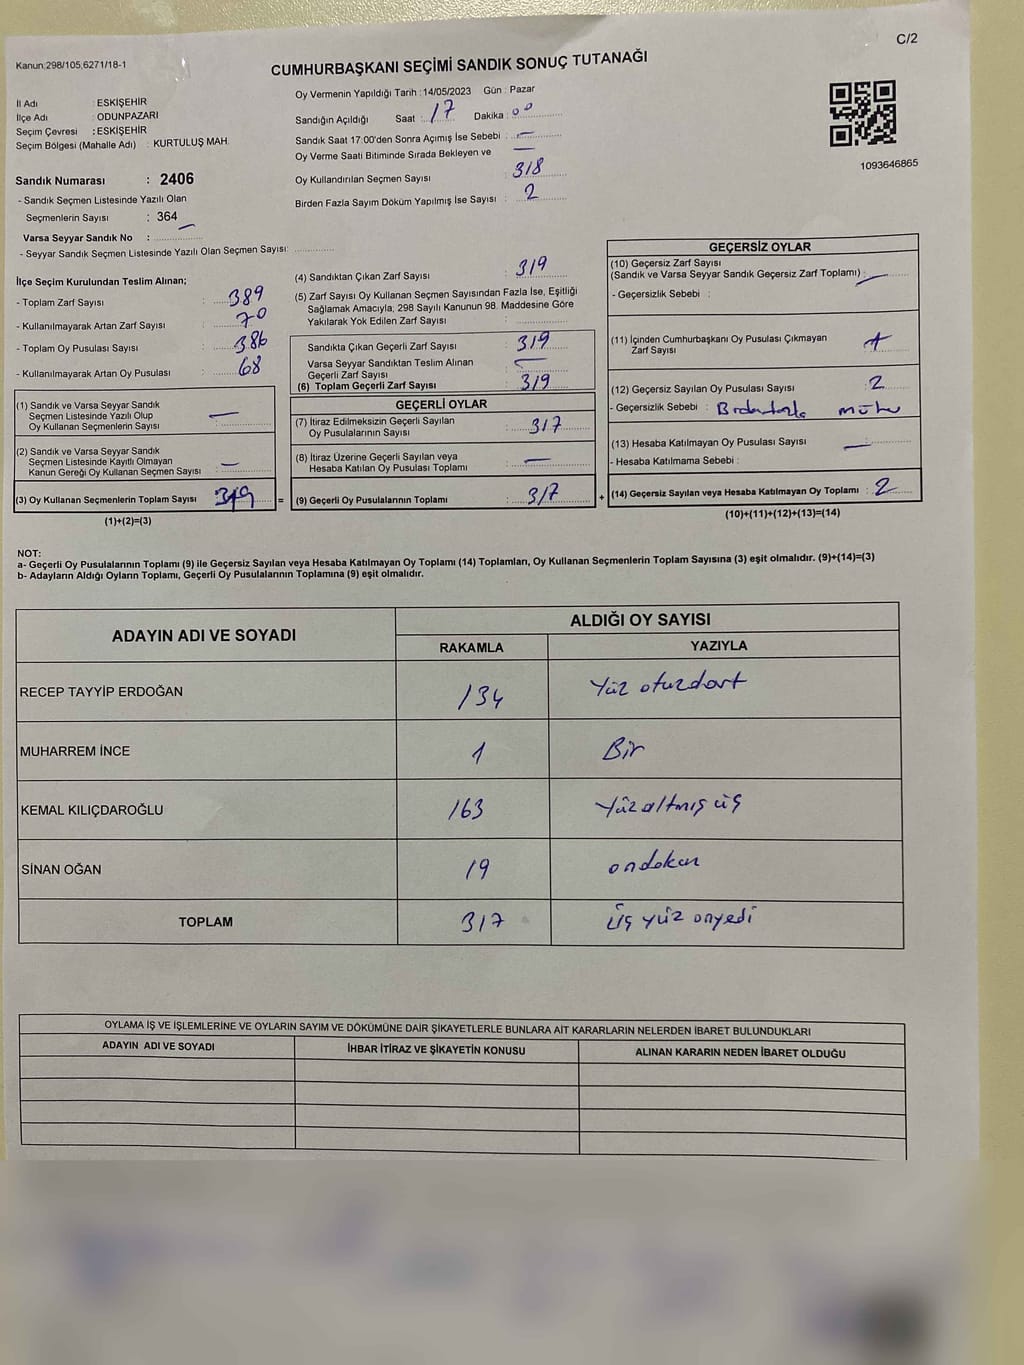 C/2
Kanun:298/105,6271/18-1
CUMHURBAŞKANI SEÇİMİ SANDIK SONUÇ TUTANAĞI
İl Adı : ESKİŞEHİR
İlçe Adı : ODUNPAZARI
Seçim Çevresi : ESKİŞEHİR
Seçim Bölgesi (Mahalle Adı) : KURTULUŞ MAH.
Sandık Numarası : 2406
- Sandık Seçmen Listesinde Yazılı Olan
Seçmenlerin Sayısı : 364
Varsa Seyyar Sandık No :
- Seyyar Sandık Seçmen Listesinde Yazılı Olan Seçmen Sayısı:
Oy Vermenin Yapıldığı Tarih : 14/05/2023 Gün : Pazar
Sandığın Açıldığı Saat : 17 Dakika : 00
Sandık Saat 17:00'den Sonra Açımış İse Sebebi : —
Oy Verme Saati Bitiminde Sırada Bekleyen ve —
Oy Kullandırılan Seçmen Sayısı : 318
Birden Fazla Sayım Döküm Yapılmış İse Sayısı : 2
1093646865
İlçe Seçim Kurulundan Teslim Alınan;
- Toplam Zarf Sayısı : 389
- Kullanılmayarak Artan Zarf Sayısı : 70
- Toplam Oy Pusulası Sayısı : 386
- Kullanılmayarak Artan Oy Pusulası : 68
(1) Sandık ve Varsa Seyyar Sandık
Seçmen Listesinde Yazılı Olup
Oy Kullanan Seçmenlerin Sayısı : —
(2) Sandık ve Varsa Seyyar Sandık
Seçmen Listesinde Kayıtlı Olmayan
Kanun Gereği Oy Kullanan Seçmen Sayısı : —
(3) Oy Kullanan Seçmenlerin Toplam Sayısı 319 =
(1)+(2)=(3)
(4) Sandıktan Çıkan Zarf Sayısı : 319
(5) Zarf Sayısı Oy Kullanan Seçmen Sayısından Fazla İse, Eşitliği
Sağlamak Amacıyla, 298 Sayılı Kanunun 98. Maddesine Göre
Yakılarak Yok Edilen Zarf Sayısı :
Sandıkta Çıkan Geçerli Zarf Sayısı : 319
Varsa Seyyar Sandıktan Teslim Alınan
Geçerli Zarf Sayısı : —
(6) Toplam Geçerli Zarf Sayısı : 319
GEÇERLİ OYLAR
(7) İtiraz Edilmeksizin Geçerli Sayılan
Oy Pusulalarının Sayısı : 317
(8) İtiraz Üzerine Geçerli Sayılan veya
Hesaba Katılan Oy Pusulası Toplamı : —
(9) Geçerli Oy Pusulalarının Toplamı : 317 +
GEÇERSİZ OYLAR
(10) Geçersiz Zarf Sayısı
(Sandık ve Varsa Seyyar Sandık Geçersiz Zarf Toplamı) : —
- Geçersizlik Sebebi :
(11) İçinden Cumhurbaşkanı Oy Pusulası Çıkmayan
Zarf Sayısı :
(12) Geçersiz Sayılan Oy Pusulası Sayısı : 2
- Geçersizlik Sebebi :
(13) Hesaba Katılmayan Oy Pusulası Sayısı : —
- Hesaba Katılmama Sebebi :
(14) Geçersiz Sayılan veya Hesaba Katılmayan Oy Toplamı : 2
(10)+(11)+(12)+(13)=(14)
NOT:
a- Geçerli Oy Pusulalarının Toplamı (9) ile Geçersiz Sayılan veya Hesaba Katılmayan Oy Toplamı (14) Toplamları, Oy Kullanan Seçmenlerin Toplam Sayısına (3) eşit olmalıdır. (9)+(14)=(3)
b- Adayların Aldığı Oyların Toplamı, Geçerli Oy Pusulalarının Toplamına (9) eşit olmalıdır.
ADAYIN ADI VE SOYADI ALDIĞI OY SAYISI
RAKAMLA YAZIYLA
RECEP TAYYİP ERDOĞAN 134 Yüz otuzdört
MUHARREM İNCE 1 Bir
KEMAL KILIÇDAROĞLU 163 Yüzaltmış üç
SİNAN OĞAN 19 ondokuz
TOPLAM 317 üç yüz onyedi
OYLAMA İŞ VE İŞLEMLERİNE VE OYLARIN SAYIM VE DÖKÜMÜNE DAİR ŞİKAYETLERLE BUNLARA AİT KARARLARIN NELERDEN İBARET BULUNDUKLARI
ADAYIN ADI VE SOYADI İHBAR İTİRAZ VE ŞİKAYETİN KONUSU ALINAN KARARIN NEDEN İBARET OLDUĞU